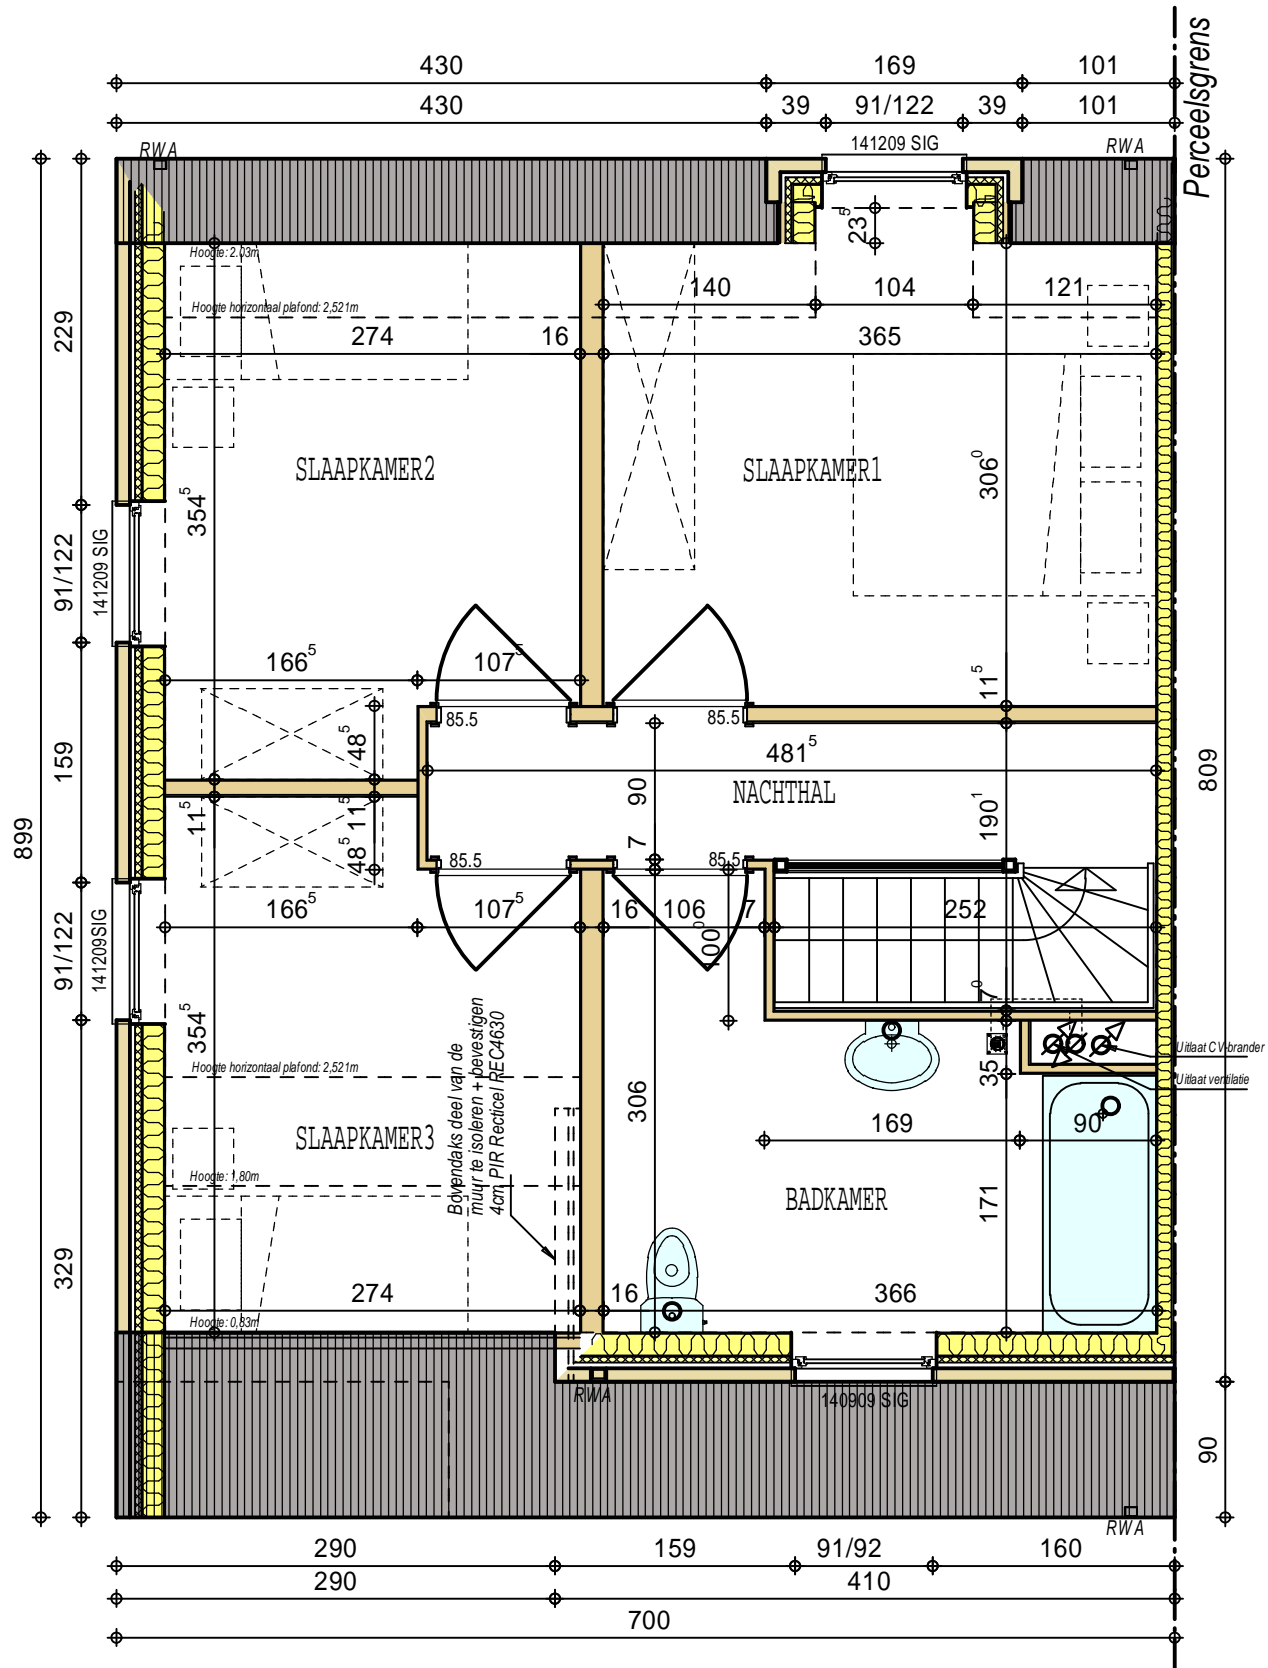 430
169
101
430
39
91/122
39
101
Perceelsgrens
RWA
141209 SIG
RWA
23⁵
Hoogte: 2.03m
Hoogte horizontaal plafond: 2,521m
140
104
121
274
16
365
229
SLAAPKAMER2
SLAAPKAMER1
354⁵
306⁰
91/122
141209 SIG
166⁵
107⁵
11⁵
85.5
85.5
48⁵
481⁵
159
90
NACHTHAL
809
899
11⁵
11⁵
190¹
48⁵
7
85.5
85.5
166⁵
107⁵
16
106
7
252
100⁰
91/122
141209SIG
7⁰
354⁵
Bovendaks deel van de
muur te isoleren + bevestigen
4cm PIR Recticel REC4630
Uitlaat CV-brander
Uitlaat ventilatie
35
Hoogte horizontaal plafond: 2,521m
306
169
90
SLAAPKAMER3
Hoogte: 1,80m
BADKAMER
171
329
274
16
366
Hoogte: 0,83m
RWA
140909 SIG
90
RWA
290
159
91/92
160
290
410
700